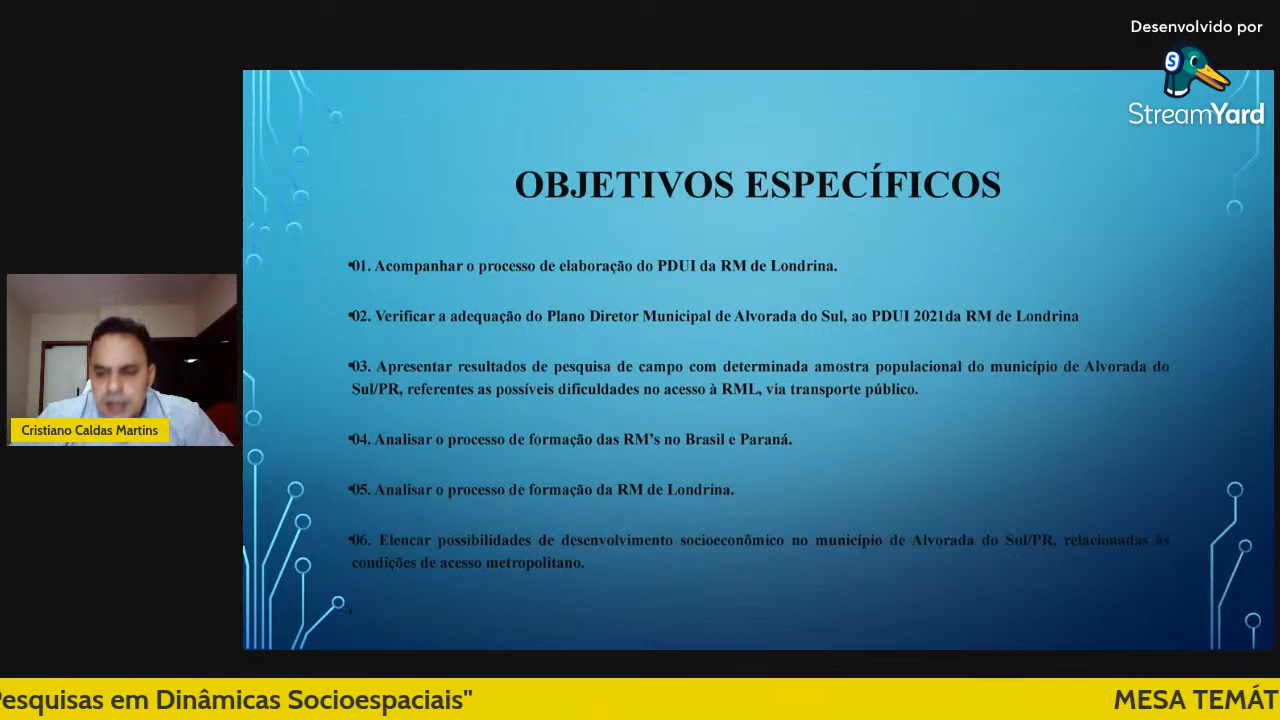 Desenvolvido por
StreamYard
OBJETIVOS ESPECÍFICOS
•01. Acompanhar o processo de elaboração do PDUI da RM de Londrina.
•02. Verificar a adequação do Plano Diretor Municipal de Alvorada do Sul, ao PDUI 2021da RM de Londrina
•03. Apresentar resultados de pesquisa de campo com determinada amostra populacional do município de Alvorada do
Sul/PR, referentes as possíveis dificuldades no acesso à RML, via transporte público.
•04. Analisar o processo de formação das RM's no Brasil e Paraná.
•05. Analisar o processo de formação da RM de Londrina.
•06. Elencar possibilidades de desenvolvimento socioeconômico no município de Alvorada do Sul/PR, relacionadas às
condições de acesso metropolitano.
Cristiano Caldas Martins
Pesquisas em Dinâmicas Socioespaciais"
MESA TEMÁT